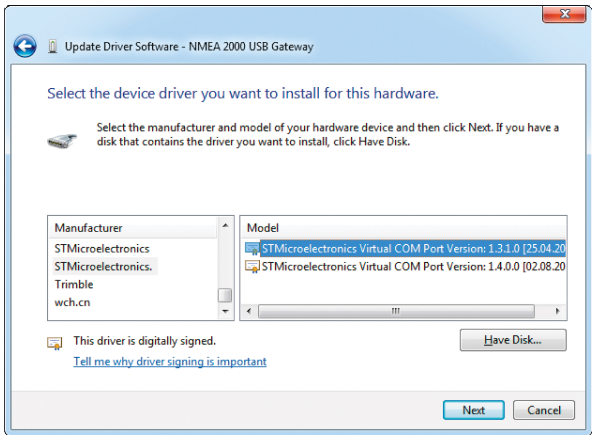 Update Driver Software - NMEA 2000 USB Gateway
Select the device driver you want to install for this hardware.
Select the manufacturer and model of your hardware device and then click Next. If you have a
disk that contains the driver you want to install, click Have Disk.
Manufacturer
STMicroelectronics
STMicroelectronics.
Trimble
wch.cn
Model
STMicroelectronics Virtual COM Port Version: 1.3.1.0 [25.04.20
STMicroelectronics Virtual COM Port Version: 1.4.0.0 [02.08.20
This driver is digitally signed.
Tell me why driver signing is important
Have Disk...
Next
Cancel